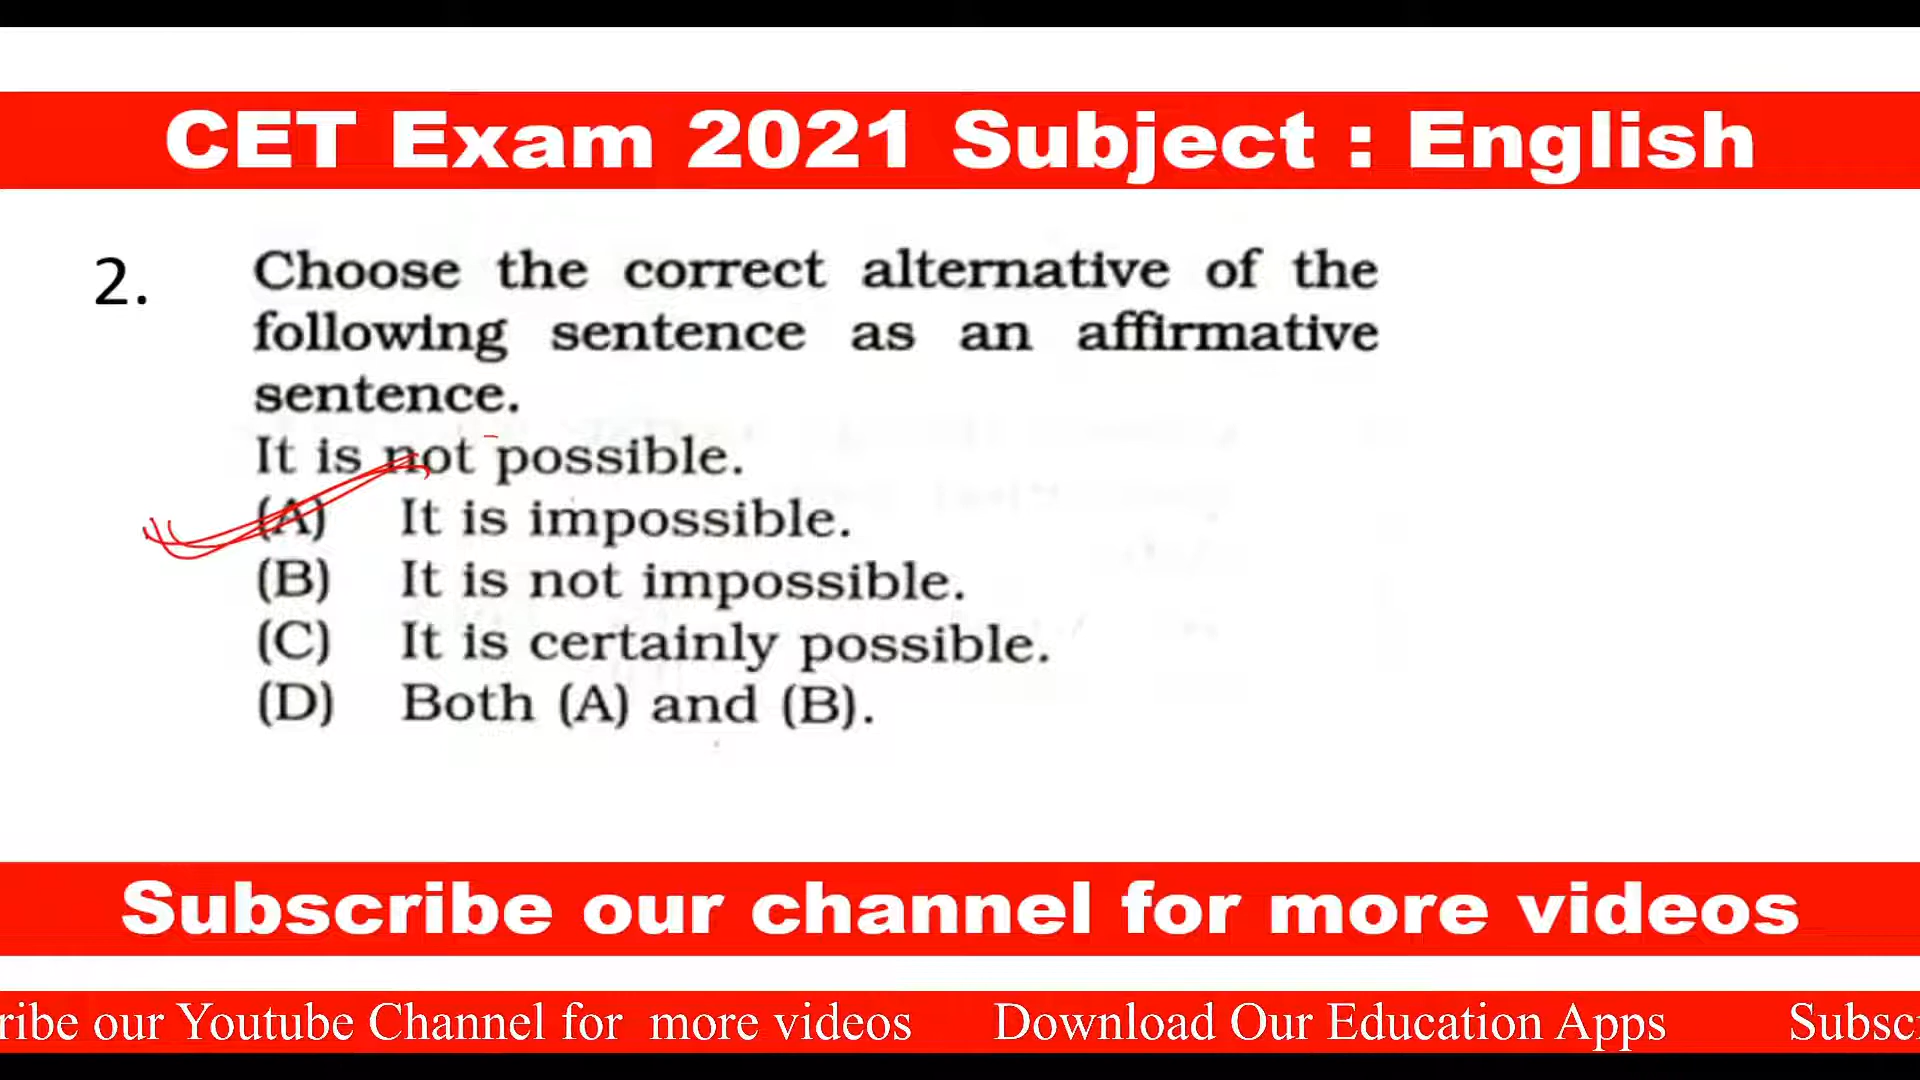 CET Exam 2021 Subject : English
2. Choose the correct alternative of the
following sentence as an affirmative
sentence.
It is not possible.
(A) It is impossible.
(B) It is not impossible.
(C) It is certainly possible.
(D) Both (A) and (B).
Subscribe our channel for more videos
ribe our Youtube Channel for more videos Download Our Education Apps Subsc